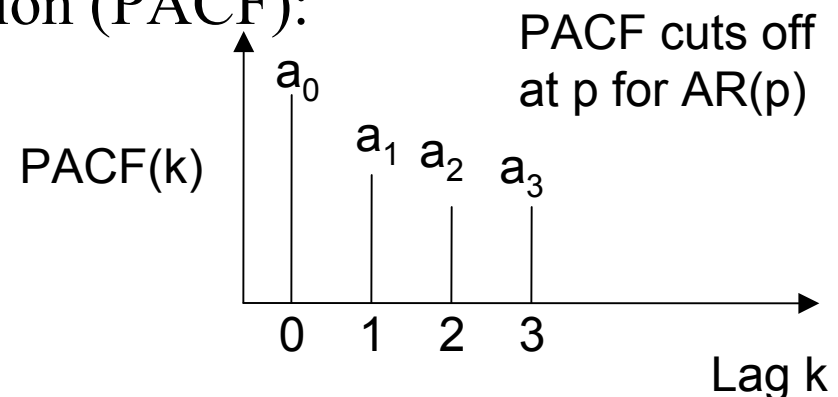 ion (PACF):
PACF cuts off
at p for AR(p)
a0
a1 a2 a3
PACF(k)
0 1 2 3
Lag k